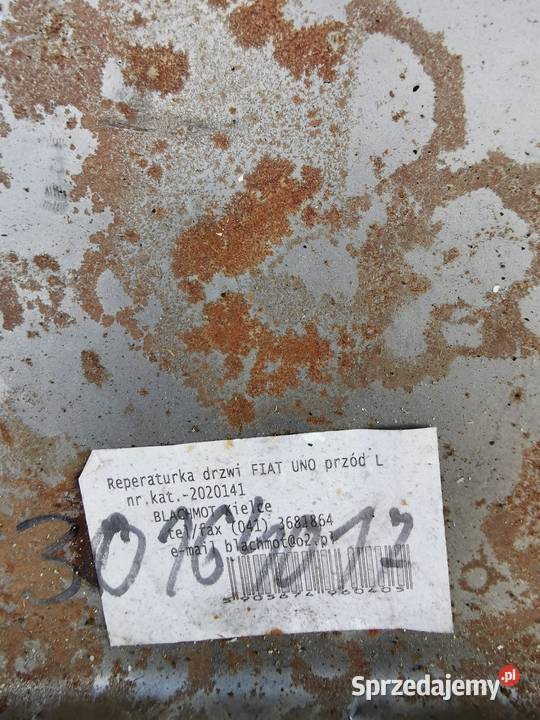 Reperaturka drzwi FIAT UNO przód L
nr.kat.-2020141
BLACHMOT Kielce
tel/fax (041) 3681864
e-mail blachmot@o2.pl
Sprzedajemy.pl